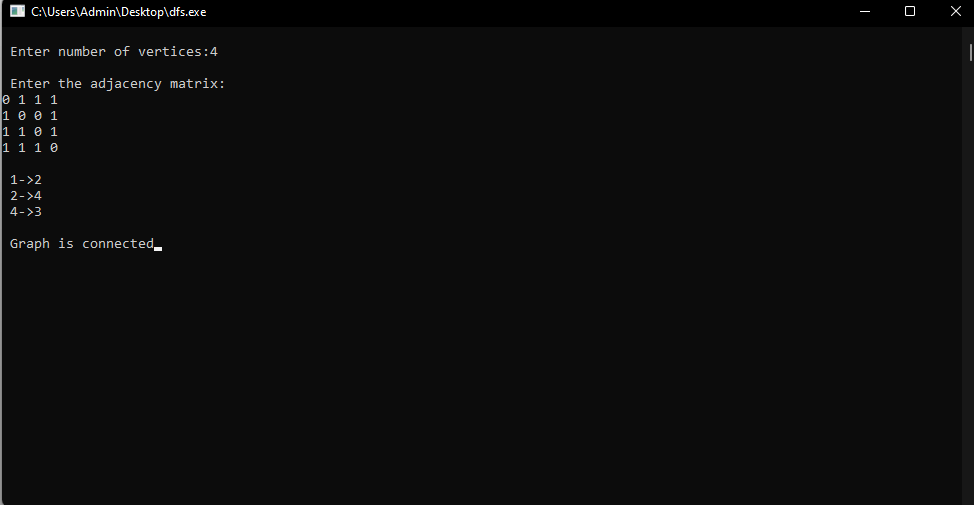 C:\Users\Admin\Desktop\dfs.exe
Enter number of vertices:4
Enter the adjacency matrix:
0 1 1 1
1 0 0 1
1 1 0 1
1 1 1 0
1->2
2->4
4->3
Graph is connected